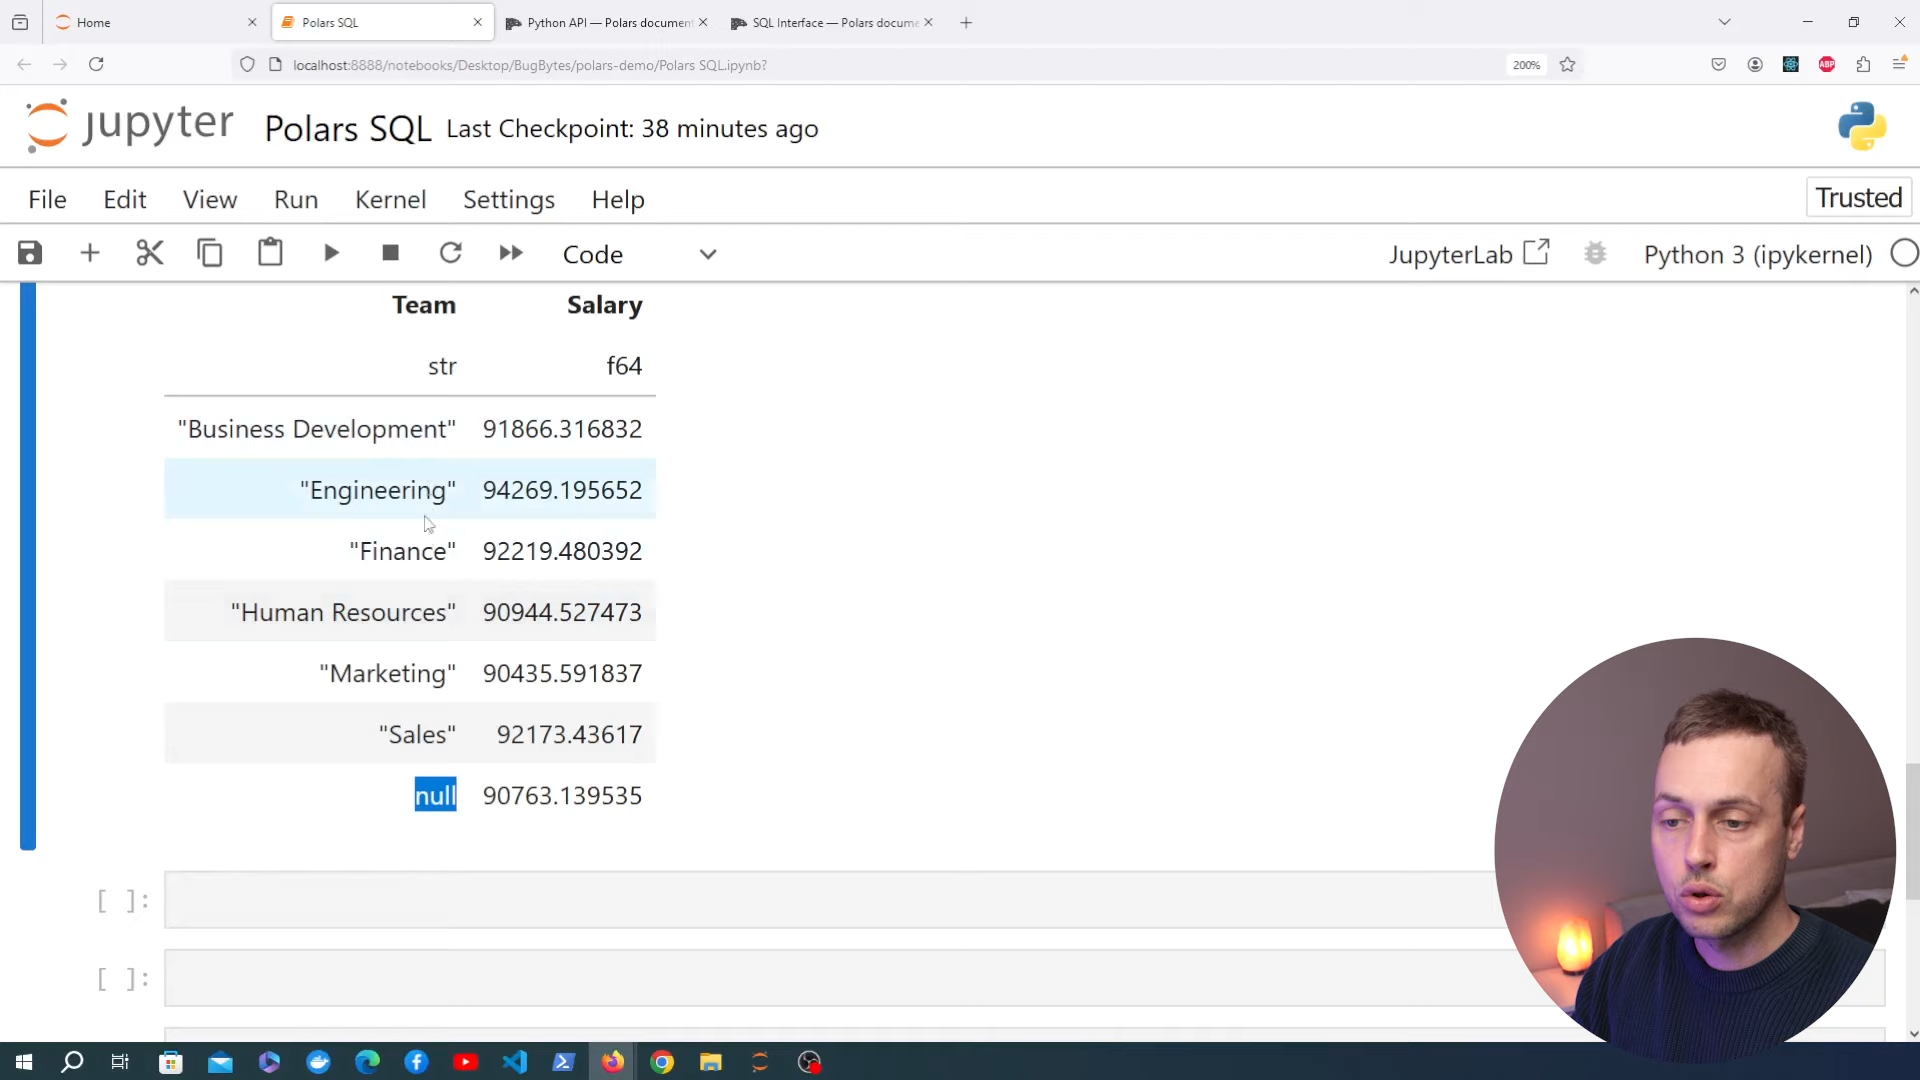 Home
Polars SQL
Python API — Polars document
SQL Interface — Polars docume
localhost:8888/notebooks/Desktop/BugBytes/polars-demo/Polars SQL.ipynb?
200%
ABP
jupyter
Polars SQL Last Checkpoint: 38 minutes ago
File Edit View Run Kernel Settings Help
Trusted
Code
JupyterLab
Python 3 (ipykernel)
Team Salary
str f64
"Business Development" 91866.316832
"Engineering" 94269.195652
"Finance" 92219.480392
"Human Resources" 90944.527473
"Marketing" 90435.591837
"Sales" 92173.43617
null 90763.139535
[ ]:
[ ]: